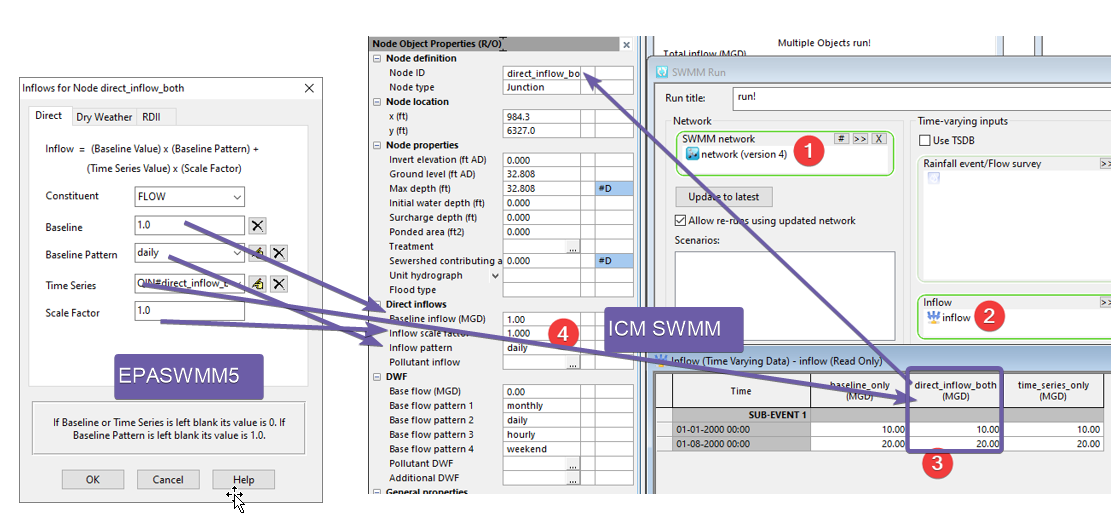 Inflows for Node direct_inflow_both
Direct
Dry Weather
RDII
Inflow = (Baseline Value) x (Baseline Pattern) +
(Time Series Value) x (Scale Factor)
Constituent
FLOW
Baseline
1.0
Baseline Pattern
daily
Time Series
QIN#direct_inflow_b
Scale Factor
1.0
EPASWMM5
If Baseline or Time Series is left blank its value is 0. If
Baseline Pattern is left blank its value is 1.0.
OK
Cancel
Help
Node Object Properties (R/O)
Node definition
Node ID direct_inflow_bo
Node type Junction
Node location
x (ft) 984.3
y (ft) 6327.0
Node properties
Invert elevation (ft AD) 0.000
Ground level (ft AD) 32.808
Max depth (ft) 32.808 #D
Initial water depth (ft) 0.000
Surcharge depth (ft) 0.000
Ponded area (ft2) 0.000
Treatment ...
Sewershed contributing a 0.000 #D
Unit hydrograph
Flood type
Direct inflows
Baseline inflow (MGD) 1.00
Inflow scale factor 1.000
4
Inflow pattern daily
Pollutant inflow ...
DWF
Base flow (MGD) 0.00
Base flow pattern 1 monthly
Base flow pattern 2 daily
Base flow pattern 3 hourly
Base flow pattern 4 weekend
Pollutant DWF ...
Additional DWF ...
General properties
Multiple Objects run!
Total inflow (MGD)
SWMM Run
Run title: run!
Network
SWMM network # >> X
network (version 4)
1
Update to latest
Allow re-runs using updated network
Scenarios:
Time-varying inputs
Use TSDB
Rainfall event/Flow survey >>
Inflow >>
inflow
2
ICM SWMM
Inflow (Time Varying Data) - inflow (Read Only)
Time baseline_only (MGD) direct_inflow_both (MGD) time_series_only (MGD)
SUB-EVENT 1
01-01-2000 00:00 10.00 10.00 10.00
01-08-2000 00:00 20.00 20.00 20.00
3